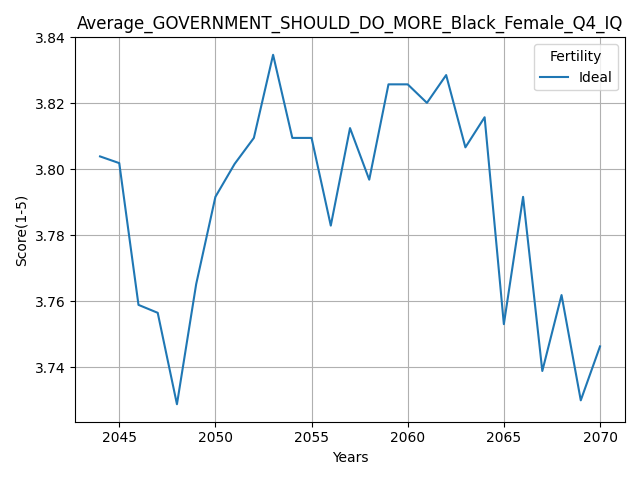 Average_GOVERNMENT_SHOULD_DO_MORE_Black_Female_Q4_IQ
3.84
3.82
3.80
3.78
3.76
3.74
Score(1-5)
Fertility
Ideal
2045 2050 2055 2060 2065 2070
Years